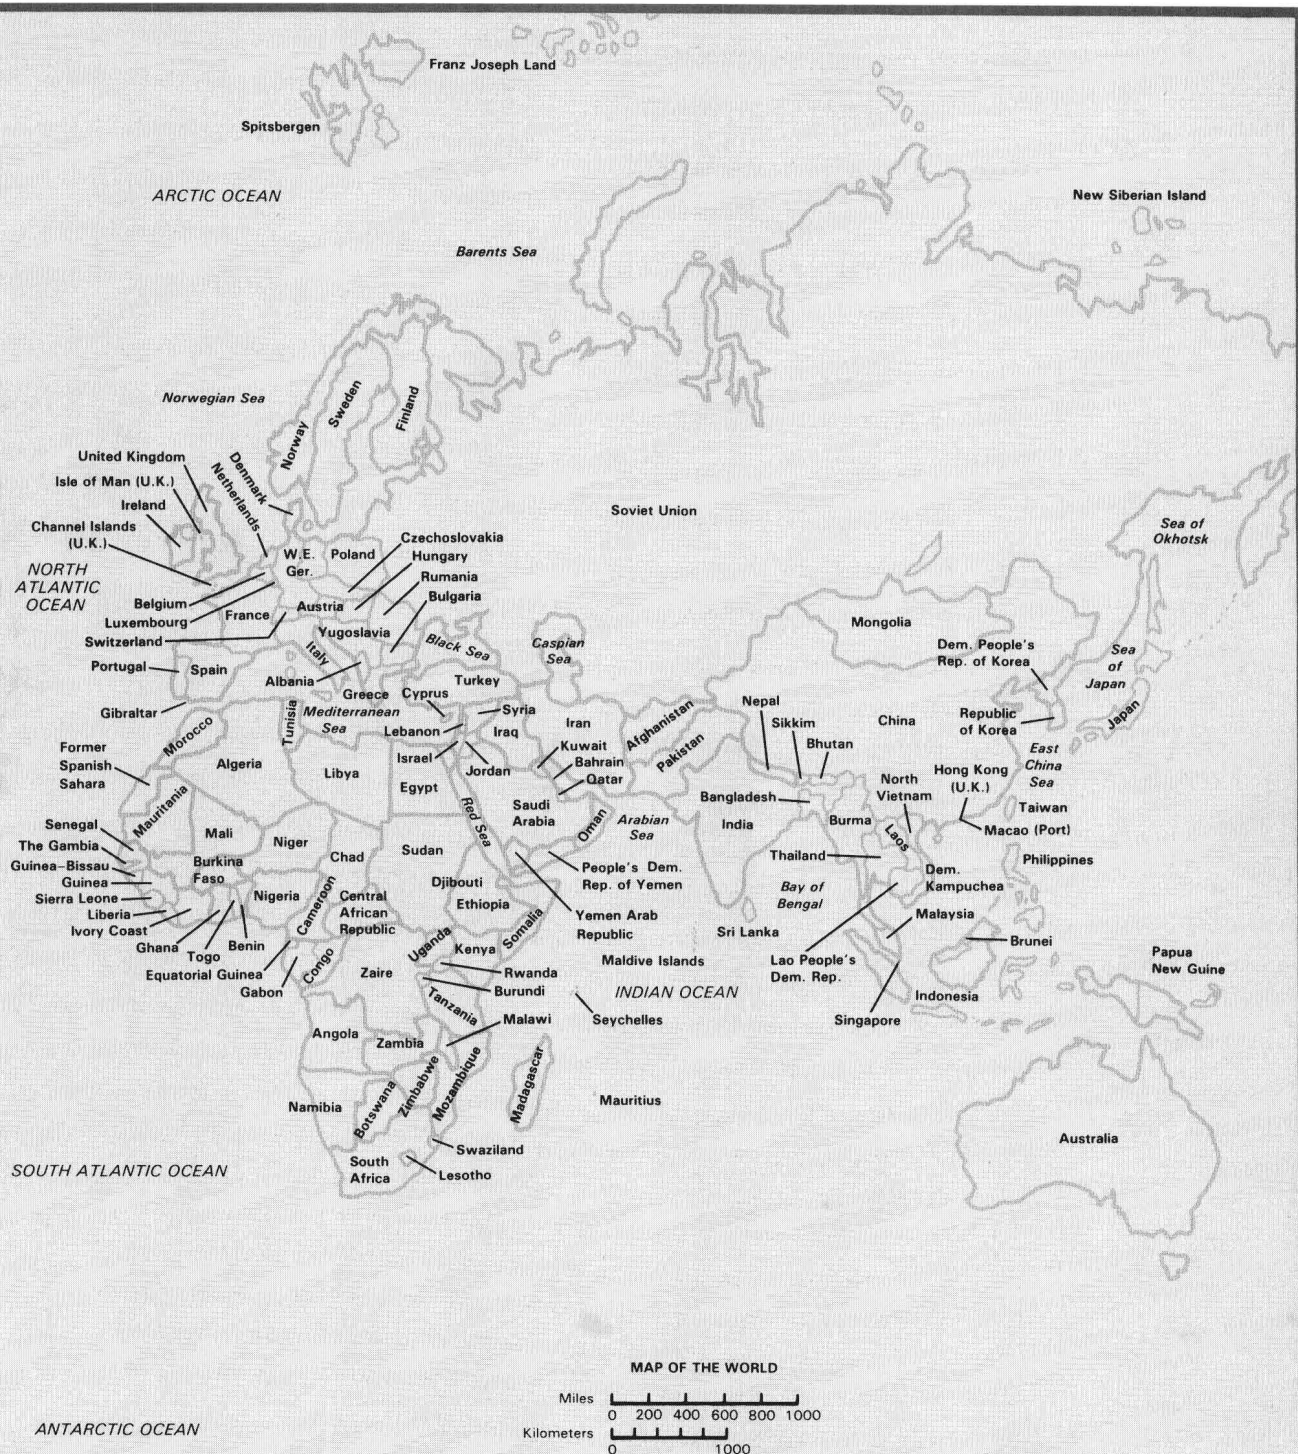 Franz Joseph Land
Spitsbergen
ARCTIC OCEAN
New Siberian Island
Barents Sea
Norwegian Sea
Norway
Sweden
Finland
United Kingdom
Isle of Man (U.K.)
Ireland
Channel Islands
(U.K.)
Denmark
Netherlands
NORTH
ATLANTIC
OCEAN
Soviet Union
Sea of
Okhotsk
W.E.
Ger.
Poland
Czechoslovakia
Hungary
Rumania
Bulgaria
Belgium
Luxembourg
Switzerland
France
Austria
Yugoslavia
Italy
Black Sea
Caspian
Sea
Mongolia
Dem. People's
Rep. of Korea
Sea
of
Japan
Portugal
Spain
Albania
Gibraltar
Greece
Cyprus
Turkey
Mediterranean
Sea
Tunisia
Morocco
Lebanon
Syria
Iraq
Iran
Afghanistan
Pakistan
Nepal
Sikkim
Bhutan
China
Republic
of Korea
Japan
Former
Spanish
Sahara
Algeria
Libya
Israel
Egypt
Jordan
Kuwait
Bahrain
Qatar
Saudi
Arabia
Oman
Red Sea
Arabian
Sea
Bangladesh
India
Burma
North
Vietnam
Laos
Hong Kong
(U.K.)
East
China
Sea
Taiwan
Macao (Port)
Mauritania
Senegal
The Gambia
Guinea-Bissau
Guinea
Sierra Leone
Liberia
Ivory Coast
Ghana
Togo
Benin
Mali
Burkina
Faso
Niger
Nigeria
Chad
Sudan
Djibouti
Ethiopia
Somalia
People's Dem.
Rep. of Yemen
Yemen Arab
Republic
Thailand
Bay of
Bengal
Dem.
Kampuchea
Philippines
Malaysia
Brunei
Sri Lanka
Maldive Islands
Lao People's
Dem. Rep.
Papua
New Guine
Cameroon
Central
African
Republic
Equatorial Guinea
Gabon
Congo
Zaire
Uganda
Kenya
Rwanda
Burundi
Tanzania
INDIAN OCEAN
Seychelles
Singapore
Indonesia
Angola
Zambia
Malawi
Namibia
Botswana
Zimbabwe
Mozambique
Madagascar
Mauritius
Australia
Swaziland
South
Africa
Lesotho
SOUTH ATLANTIC OCEAN
MAP OF THE WORLD
Miles
0 200 400 600 800 1000
Kilometers
0 1000
ANTARCTIC OCEAN